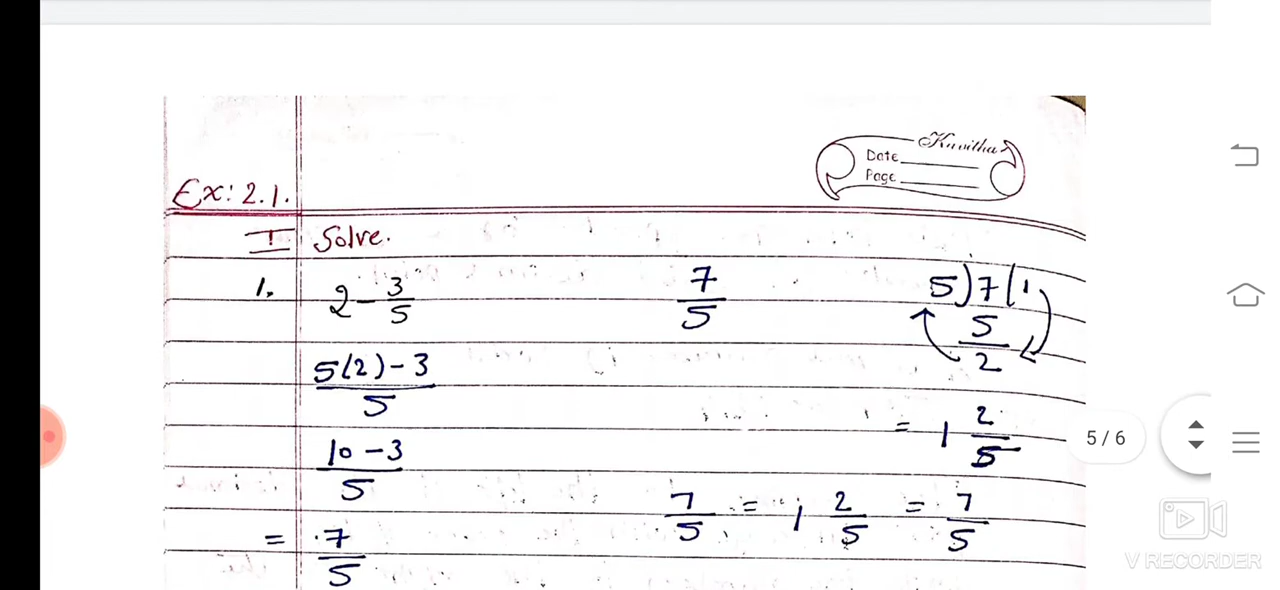 Kavitha
Date
Page
Ex: 2.1.
I Solve.
1. 2 - 3/5
5(2) - 3 / 5
10 - 3 / 5
= 7/5
7/5
5) 7 (1
5
2
= 1 2/5
7/5 = 1 2/5 = 7/5
5 / 6
V RECORDER